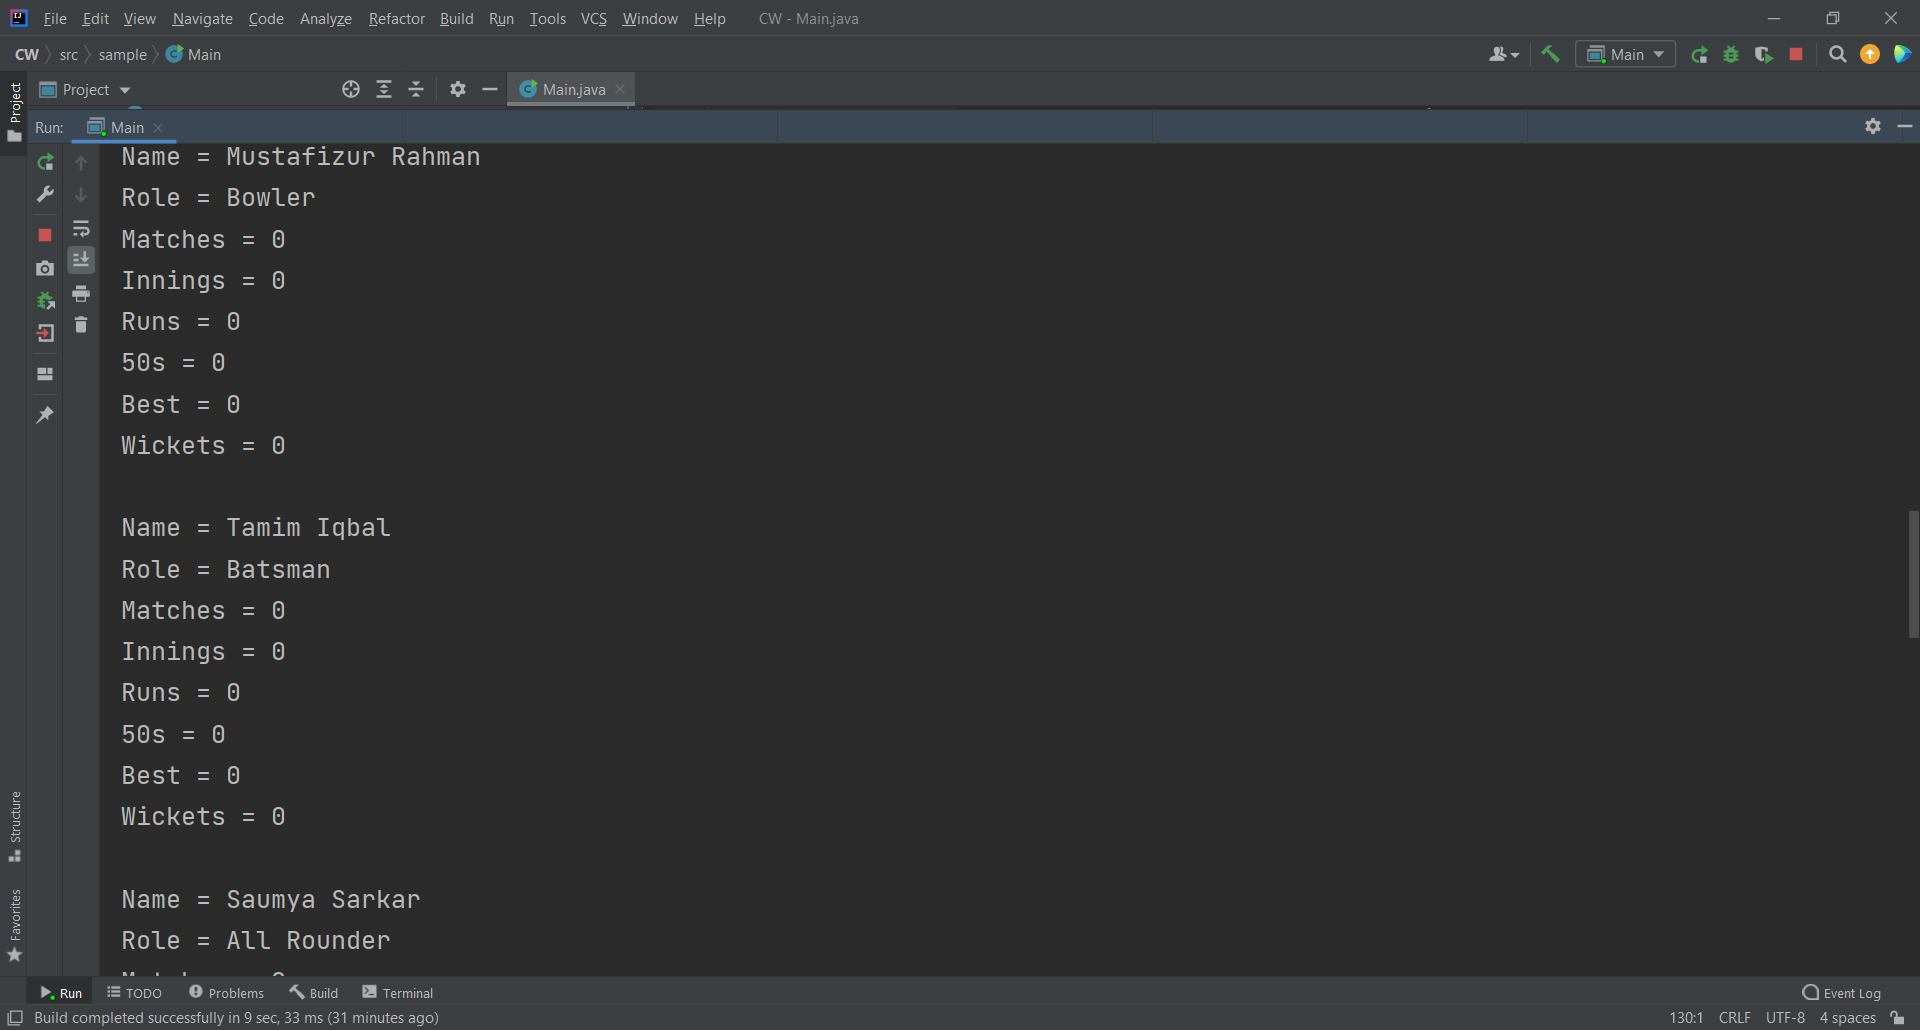 File Edit View Navigate Code Analyze Refactor Build Run Tools VCS Window Help CW - Main.java
CW src sample Main Main
Project Project Main.java
Run: Main
Name = Mustafizur Rahman
Role = Bowler
Matches = 0
Innings = 0
Runs = 0
50s = 0
Best = 0
Wickets = 0
Name = Tamim Iqbal
Role = Batsman
Matches = 0
Innings = 0
Runs = 0
50s = 0
Best = 0
Wickets = 0
Name = Saumya Sarkar
Role = All Rounder
Structure
Favorites
Run TODO Problems Build Terminal Event Log
Build completed successfully in 9 sec, 33 ms (31 minutes ago) 130:1 CRLF UTF-8 4 spaces